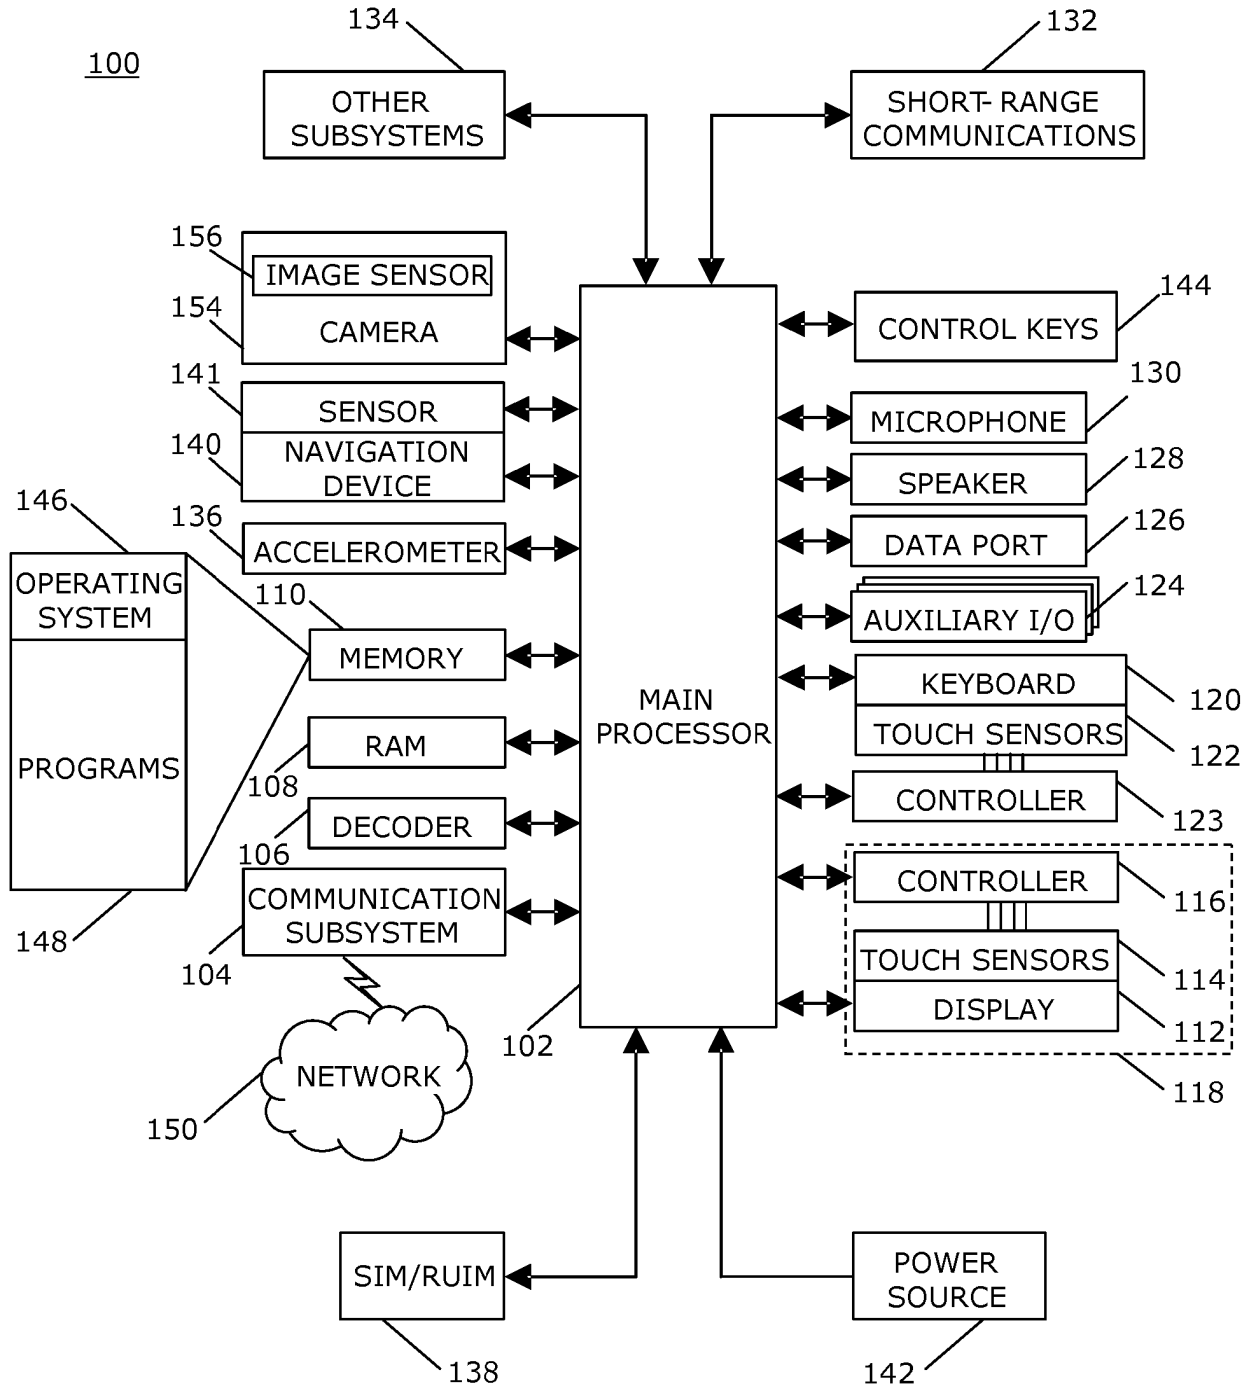 134
132
100
OTHER
SUBSYSTEMS
SHORT-RANGE
COMMUNICATIONS
156
IMAGE SENSOR
154
CAMERA
144
CONTROL KEYS
141
SENSOR
130
MICROPHONE
140
NAVIGATION
DEVICE
128
SPEAKER
146
136
ACCELEROMETER
126
DATA PORT
OPERATING
SYSTEM
110
MEMORY
124
AUXILIARY I/O
MAIN
PROCESSOR
KEYBOARD
120
TOUCH SENSORS
122
PROGRAMS
RAM
108
CONTROLLER
123
DECODER
106
CONTROLLER
116
COMMUNICATION
SUBSYSTEM
148
104
TOUCH SENSORS
114
DISPLAY
112
102
118
NETWORK
150
SIM/RUIM
138
POWER
SOURCE
142